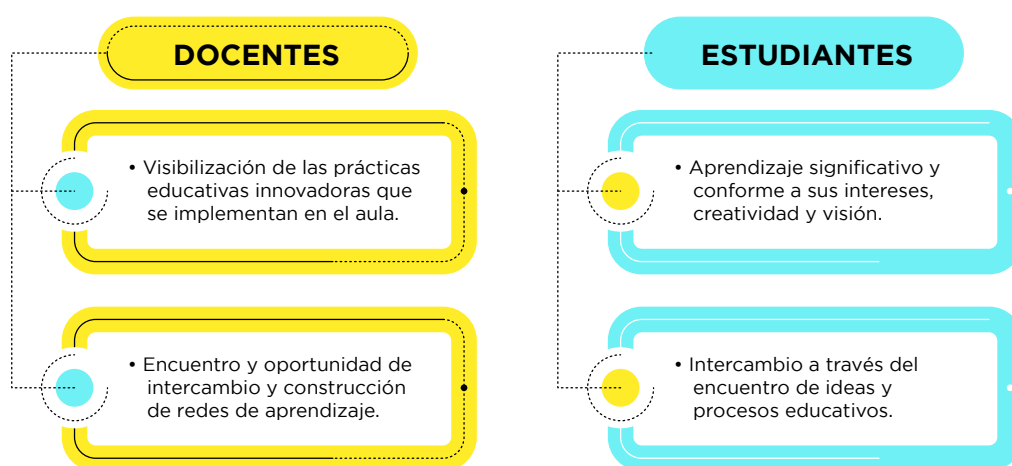 DOCENTES
• Visibilización de las prácticas
educativas innovadoras que
se implementan en el aula.
• Encuentro y oportunidad de
intercambio y construcción
de redes de aprendizaje.
ESTUDIANTES
• Aprendizaje significativo y
conforme a sus intereses,
creatividad y visión.
• Intercambio a través del
encuentro de ideas y
procesos educativos.